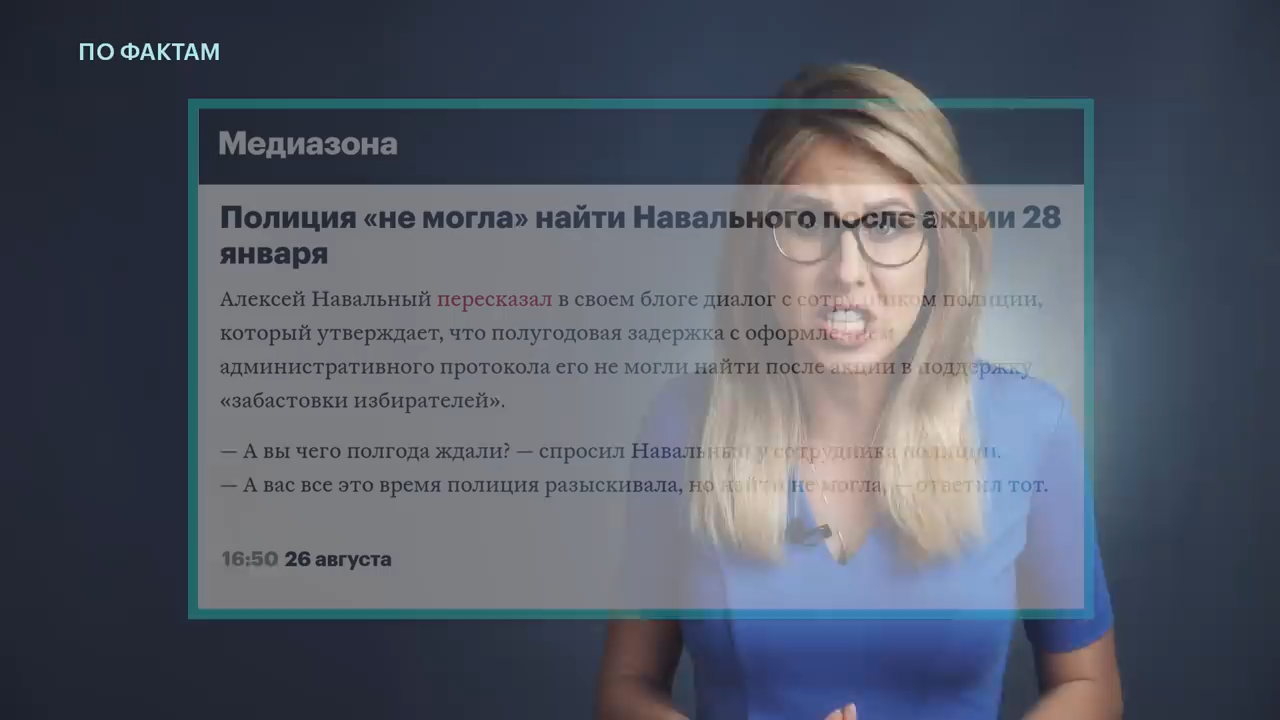 ПО ФАКТАМ
Медиазона
Полиция «не могла» найти Навального после акции 28
января
Алексей Навальный пересказал в своем блоге диалог с сотрудником полиции,
который утверждает, что полугодовая задержка с оформлением
административного протокола его не могли найти после акции в поддержку
«забастовки избирателей».
— А вы чего полгода ждали? — спросил Навальный у сотрудника полиции.
— А вас все это время полиция разыскивала, но найти не могла, — ответил тот.
16:50 26 августа